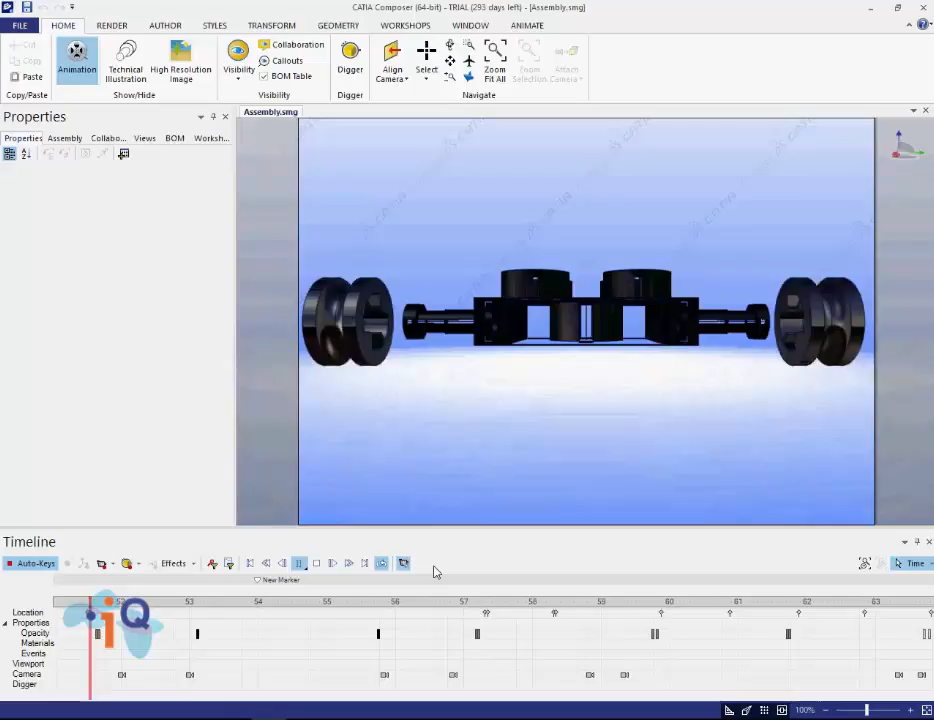 CATIA Composer (64-bit) - TRIAL (293 days left) - [Assembly.smg]
FILE HOME RENDER AUTHOR STYLES TRANSFORM GEOMETRY WORKSHOPS WINDOW ANIMATE
Cut
Copy
Paste
Copy/Paste
Animation
Technical Illustration
High Resolution Image
Show/Hide
Visibility
Collaboration
Callouts
BOM Table
Visibility
Digger
Digger
Align Camera
Select
Zoom Fit All
Zoom Selection
Attach Camera
Navigate
Properties
Assembly.smg
Properties Assembly Collabo... Views BOM Worksh...
CATIA
Timeline
Auto-Keys
Effects
Time
New Marker
53 54 55 56 57 58 59 60 61 62 63
Location
Properties
Opacity
Materials
Events
Viewport
Camera
Digger
iQ
100%